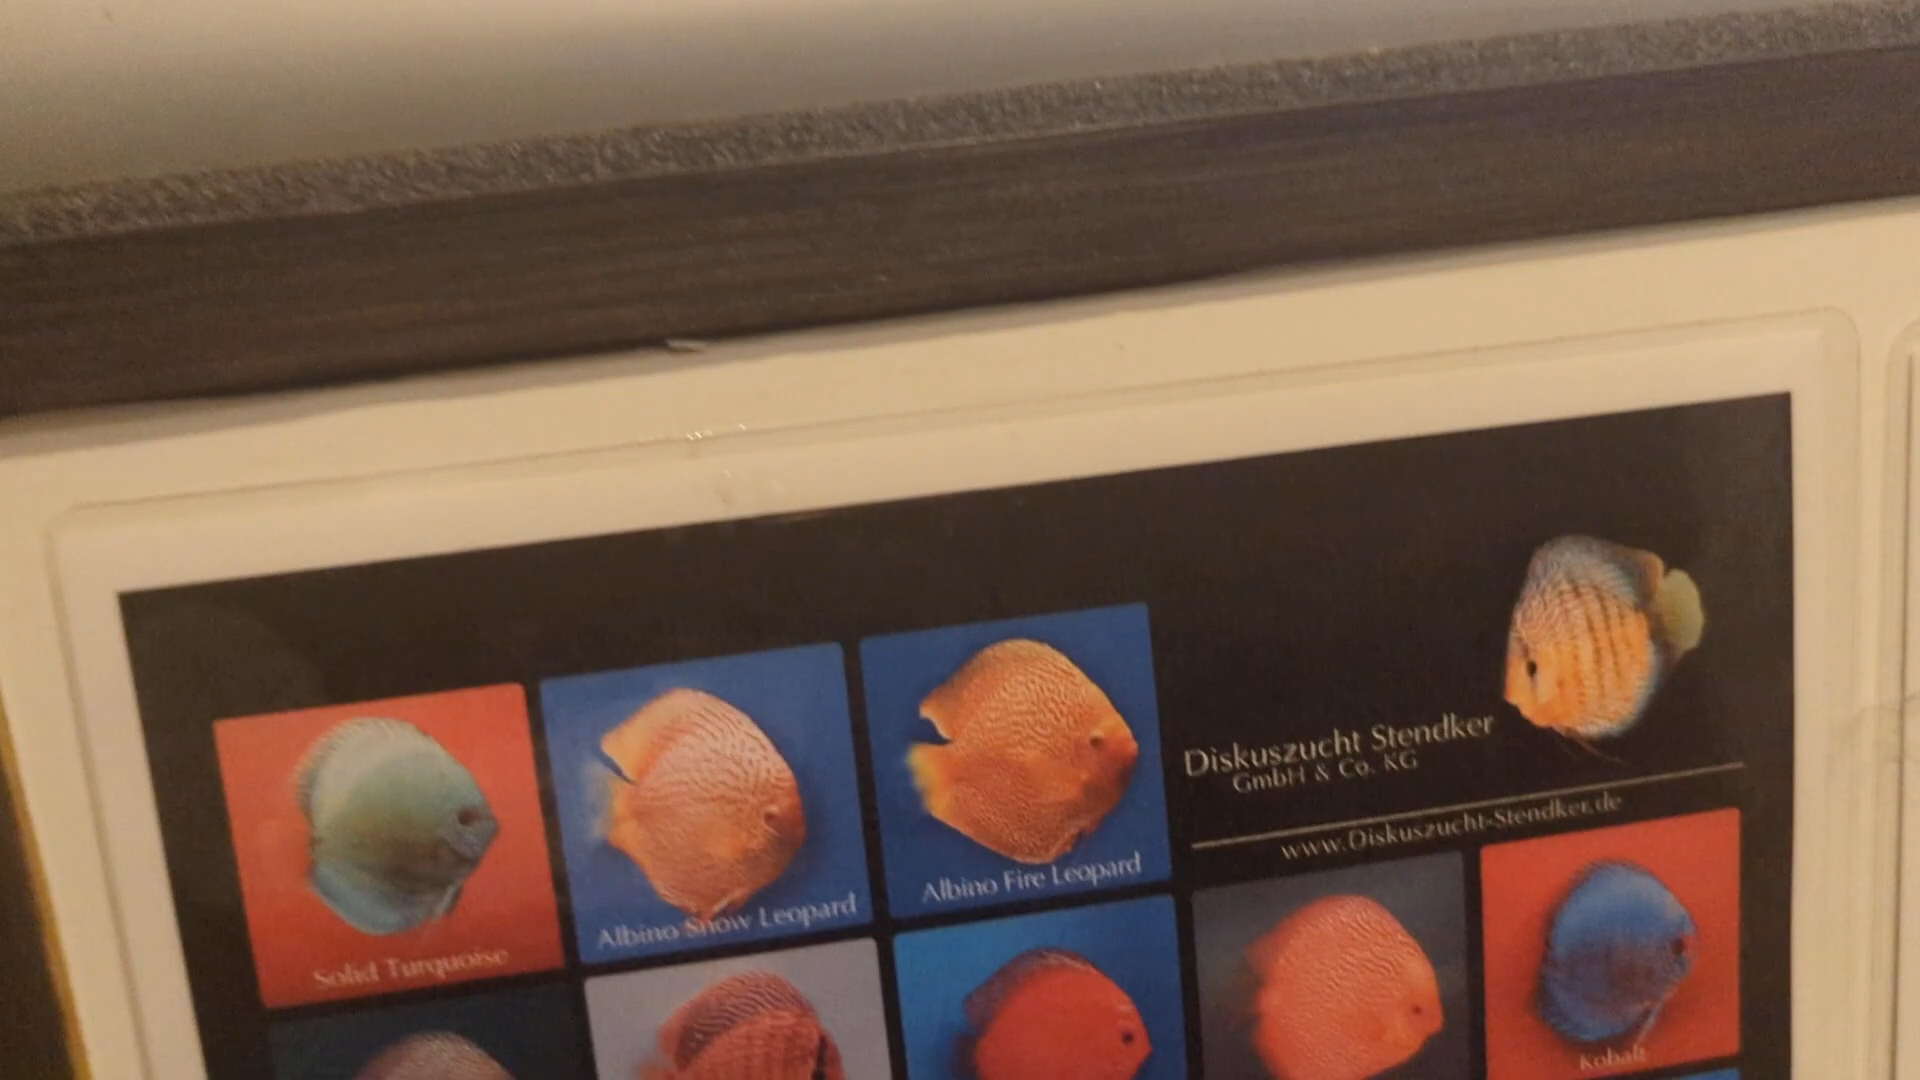 Diskuszucht Stendker
GmbH & Co. KG
www.Diskuszucht-Stendker.de
Solid Turquoise
Albino Snow Leopard
Albino Fire Leopard
Kobalt